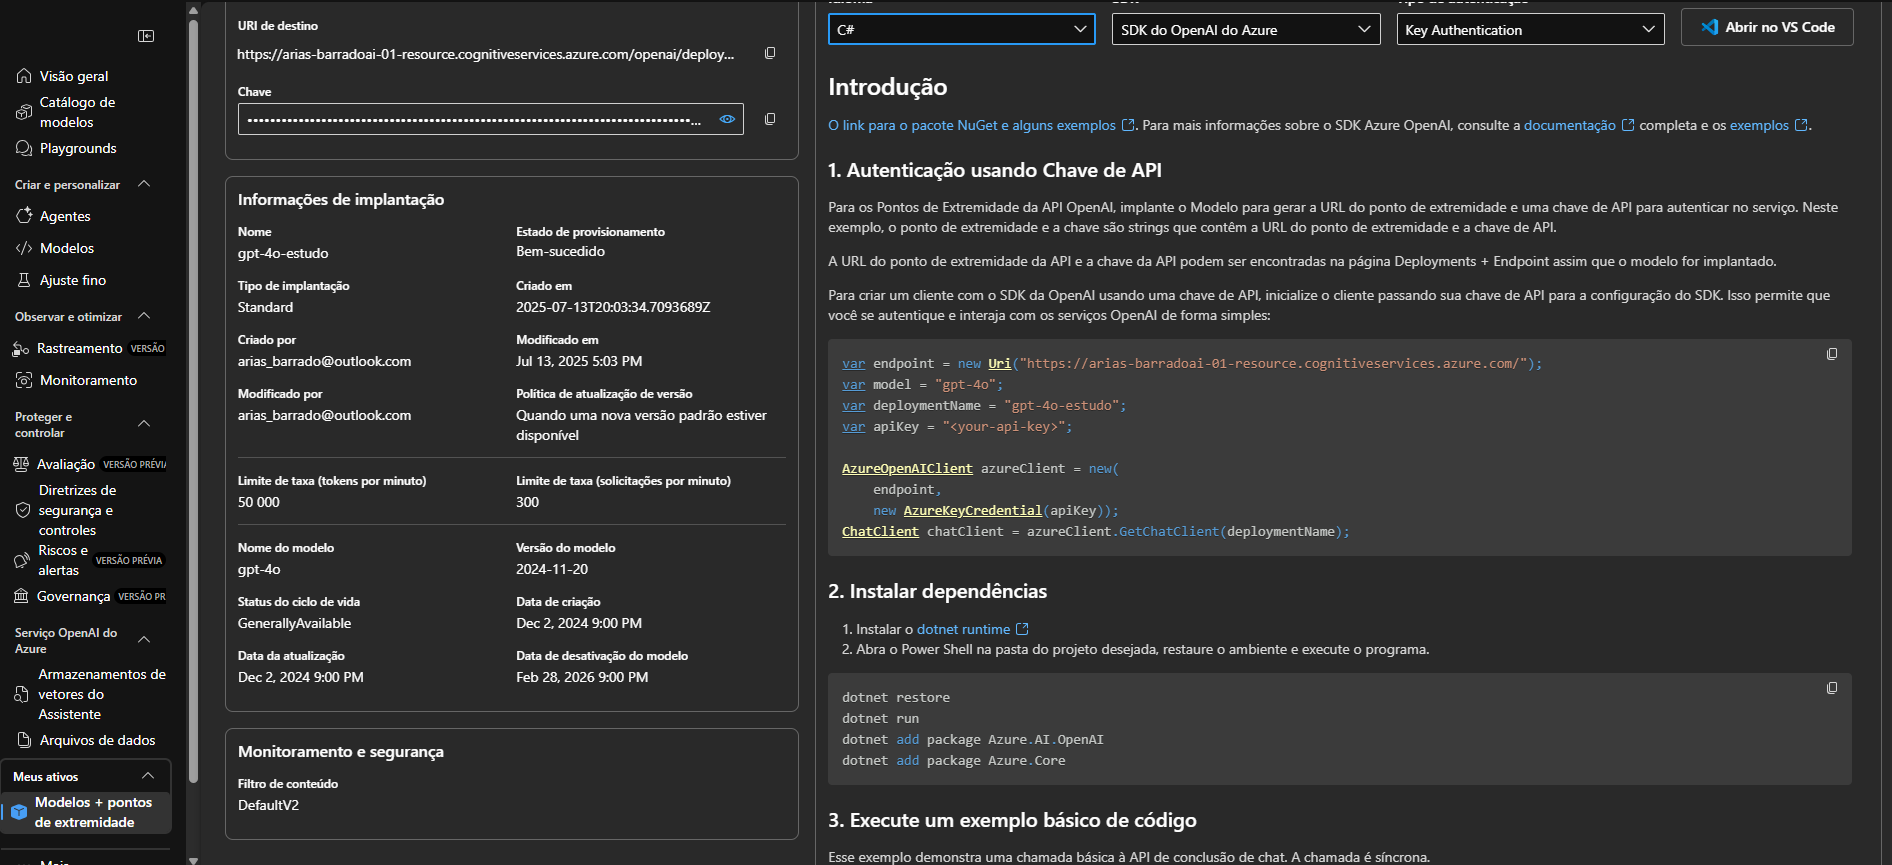 Visão geral
Catálogo de
modelos
Playgrounds
Criar e personalizar
Agentes
Modelos
Ajuste fino
Observar e otimizar
Rastreamento VERSÃO
Monitoramento
Proteger e
controlar
Avaliação VERSÃO PRÉVIA
Diretrizes de
segurança e
controles
Riscos e
alertas VERSÃO PRÉVIA
Governança VERSÃO PR
Serviço OpenAI do
Azure
Armazenamentos de
vetores do
Assistente
Arquivos de dados
Meus ativos
Modelos + pontos
de extremidade
URI de destino
https://arias-barradoai-01-resource.cognitiveservices.azure.com/openai/deploy...
Chave
Informações de implantação
Nome
gpt-4o-estudo
Estado de provisionamento
Bem-sucedido
Tipo de implantação
Standard
Criado em
2025-07-13T20:03:34.7093689Z
Criado por
arias_barrado@outlook.com
Modificado em
Jul 13, 2025 5:03 PM
Modificado por
arias_barrado@outlook.com
Política de atualização de versão
Quando uma nova versão padrão estiver
disponível
Limite de taxa (tokens por minuto)
50 000
Limite de taxa (solicitações por minuto)
300
Nome do modelo
gpt-4o
Versão do modelo
2024-11-20
Status do ciclo de vida
GenerallyAvailable
Data de criação
Dec 2, 2024 9:00 PM
Data da atualização
Dec 2, 2024 9:00 PM
Data de desativação do modelo
Feb 28, 2026 9:00 PM
Monitoramento e segurança
Filtro de conteúdo
DefaultV2
C#
SDK do OpenAI do Azure
Key Authentication
Abrir no VS Code
Introdução
O link para o pacote NuGet e alguns exemplos. Para mais informações sobre o SDK Azure OpenAI, consulte a documentação completa e os exemplos.
1. Autenticação usando Chave de API
Para os Pontos de Extremidade da API OpenAI, implante o Modelo para gerar a URL do ponto de extremidade e uma chave de API para autenticar no serviço. Neste
exemplo, o ponto de extremidade e a chave são strings que contêm a URL do ponto de extremidade e a chave de API.
A URL do ponto de extremidade da API e a chave da API podem ser encontradas na página Deployments + Endpoint assim que o modelo for implantado.
Para criar um cliente com o SDK da OpenAI usando uma chave de API, inicialize o cliente passando sua chave de API para a configuração do SDK. Isso permite que
você se autentique e interaja com os serviços OpenAI de forma simples:
var endpoint = new Uri("https://arias-barradoai-01-resource.cognitiveservices.azure.com/");
var model = "gpt-4o";
var deploymentName = "gpt-4o-estudo";
var apiKey = "<your-api-key>";
AzureOpenAIClient azureClient = new(
endpoint,
new AzureKeyCredential(apiKey));
ChatClient chatClient = azureClient.GetChatClient(deploymentName);
2. Instalar dependências
1. Instalar o dotnet runtime
2. Abra o Power Shell na pasta do projeto desejada, restaure o ambiente e execute o programa.
dotnet restore
dotnet run
dotnet add package Azure.AI.OpenAI
dotnet add package Azure.Core
3. Execute um exemplo básico de código
Esse exemplo demonstra uma chamada básica à API de conclusão de chat. A chamada é síncrona.